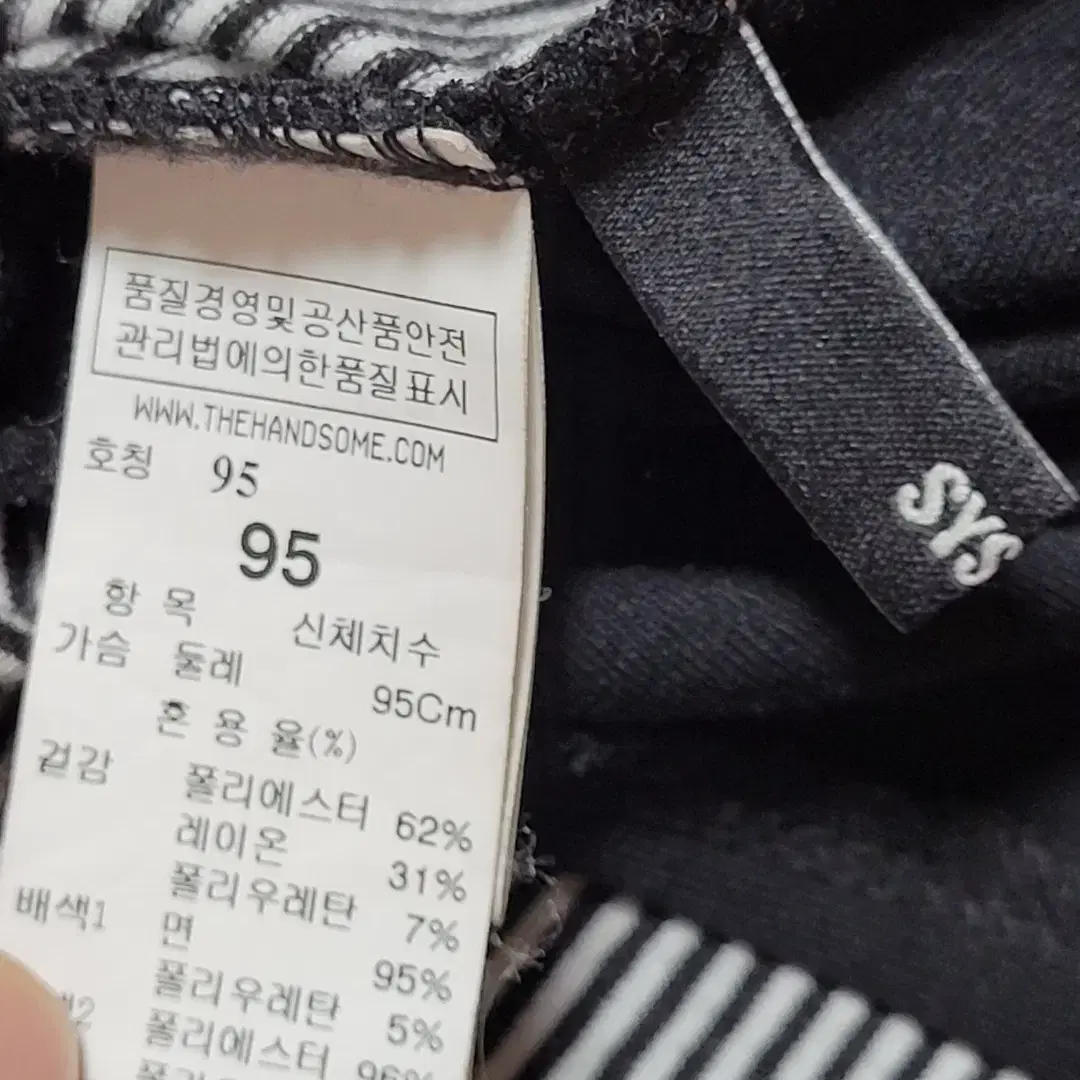 품질경영및공산품안전
관리법에의한품질표시
WWW.THEHANDSOME.COM
호칭 95
95
항 목 신체치수
가슴 둘레 95Cm
혼 용 율(%)
겉감 폴리에스터 62%
레이온 31%
폴리우레탄 7%
배색1 면 95%
폴리우레탄 5%
폴리에스터 96%
SYS